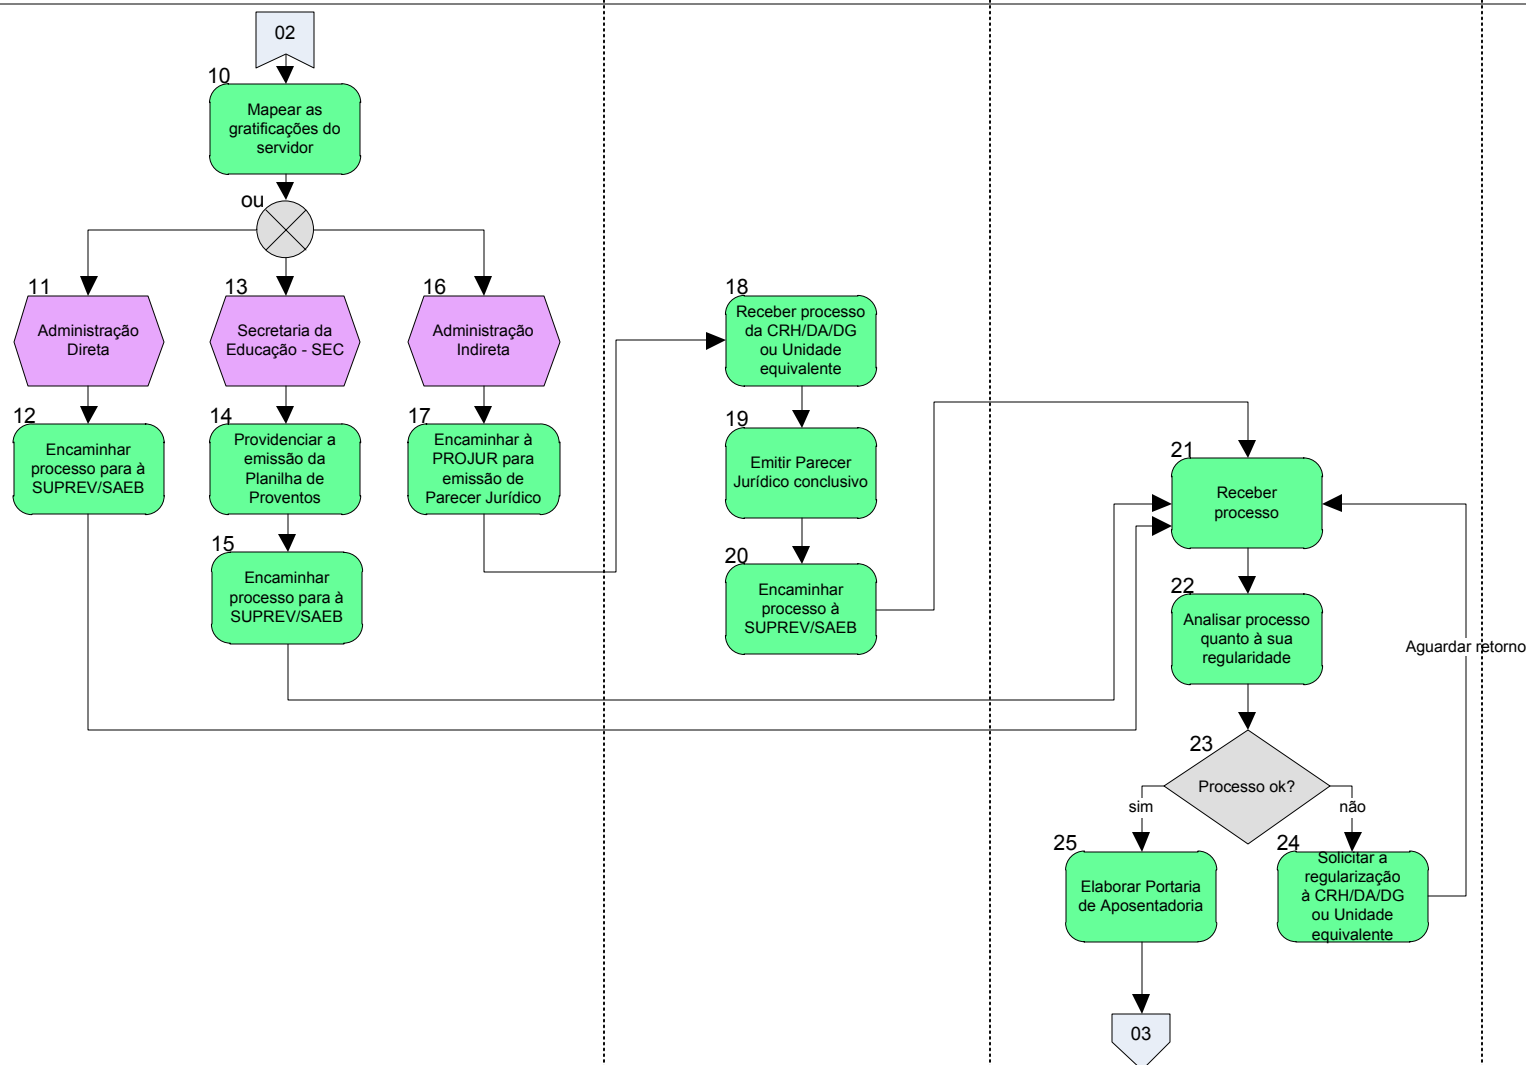 02
10
Mapear as
gratificações do
servidor
ou
11
Administração
Direta
13
Secretaria da
Educação - SEC
16
Administração
Indireta
12
Encaminhar
processo para à
SUPREV/SAEB
14
Providenciar a
emissão da
Planilha de
Proventos
17
Encaminhar à
PROJUR para
emissão de
Parecer Jurídico
15
Encaminhar
processo para à
SUPREV/SAEB
18
Receber processo
da CRH/DA/DG
ou Unidade
equivalente
19
Emitir Parecer
Jurídico conclusivo
20
Encaminhar
processo à
SUPREV/SAEB
21
Receber
processo
22
Analisar processo
quanto à sua
regularidade
Aguardar retorno
23
Processo ok?
sim
não
25
Elaborar Portaria
de Aposentadoria
24
Solicitar a
regularização
à CRH/DA/DG
ou Unidade
equivalente
03